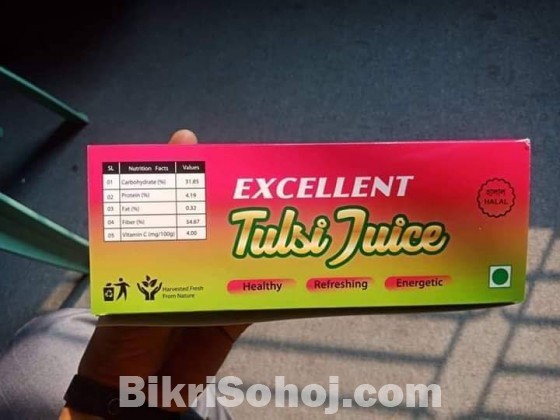 SL Nutrition Facts Values
01 Carbohydrate (%) 31.85
02 Protein (%) 4.19
03 Fat (%) 0.32
04 Fiber (%) 54.67
05 Vitamin C (mg/100g) 4.00
EXCELLENT
Tulsi Juice
হালাল
HALAL
Harvested Fresh
From Nature
Healthy Refreshing Energetic
BikriSohoj.com